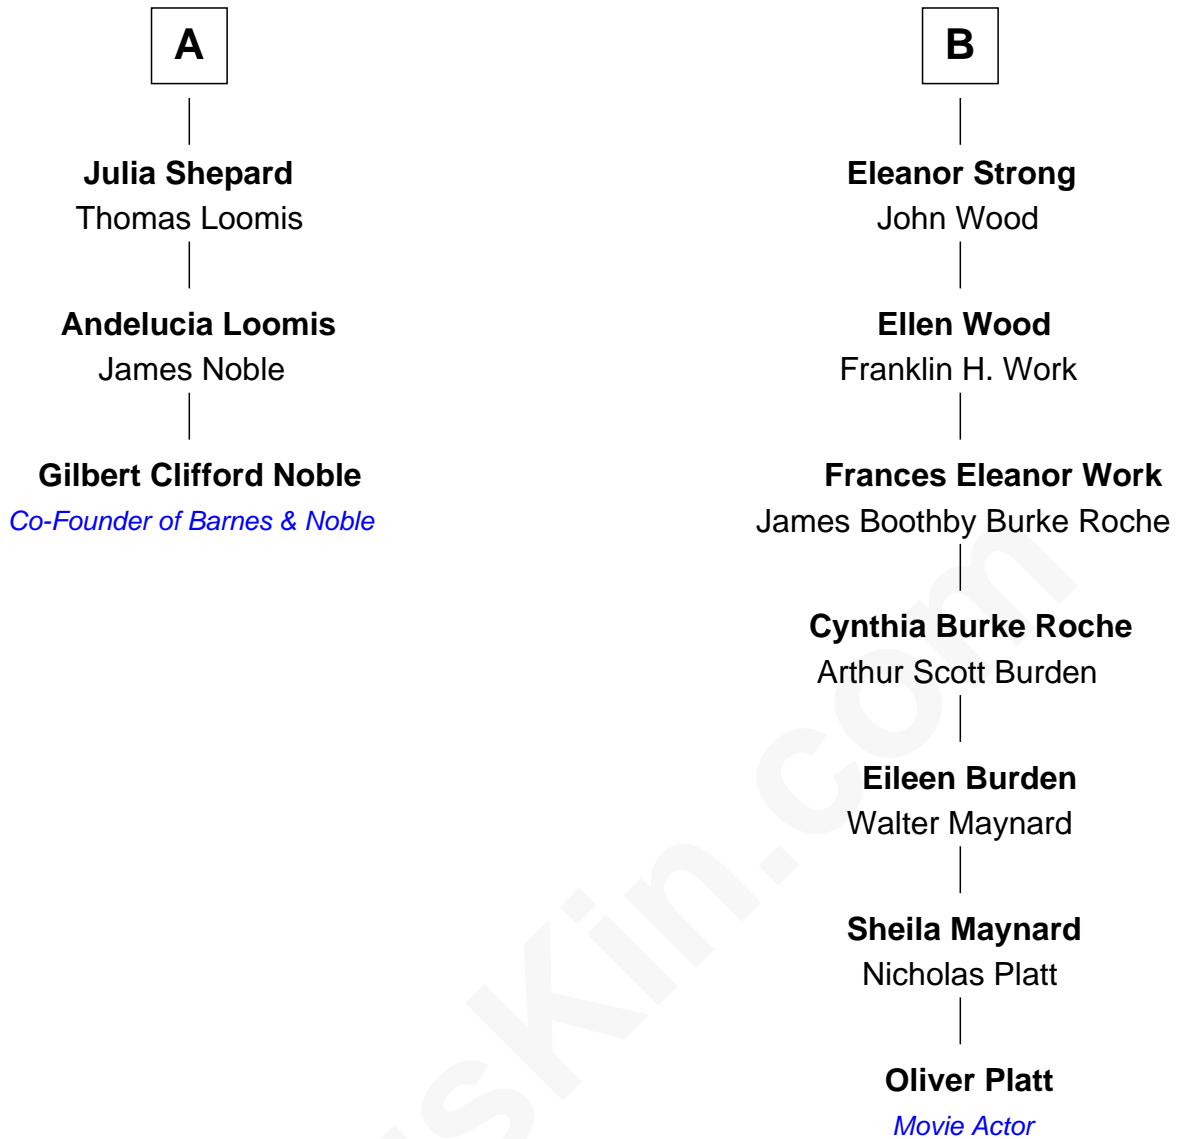 A
Julia Shepard
Thomas Loomis
Andelucia Loomis
James Noble
Gilbert Clifford Noble
Co-Founder of Barnes & Noble
B
Eleanor Strong
John Wood
Ellen Wood
Franklin H. Work
Frances Eleanor Work
James Boothby Burke Roche
Cynthia Burke Roche
Arthur Scott Burden
Eileen Burden
Walter Maynard
Sheila Maynard
Nicholas Platt
Oliver Platt
Movie Actor